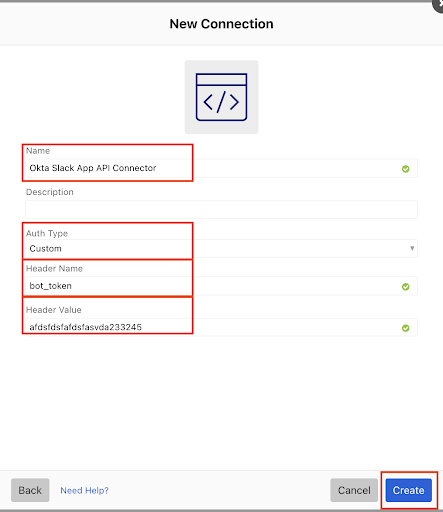 New Connection
</>
Name
Okta Slack App API Connector
Description
Auth Type
Custom
Header Name
bot_token
Header Value
afdsfdsfafdsfasvda233245
Back
Need Help?
Cancel
Create